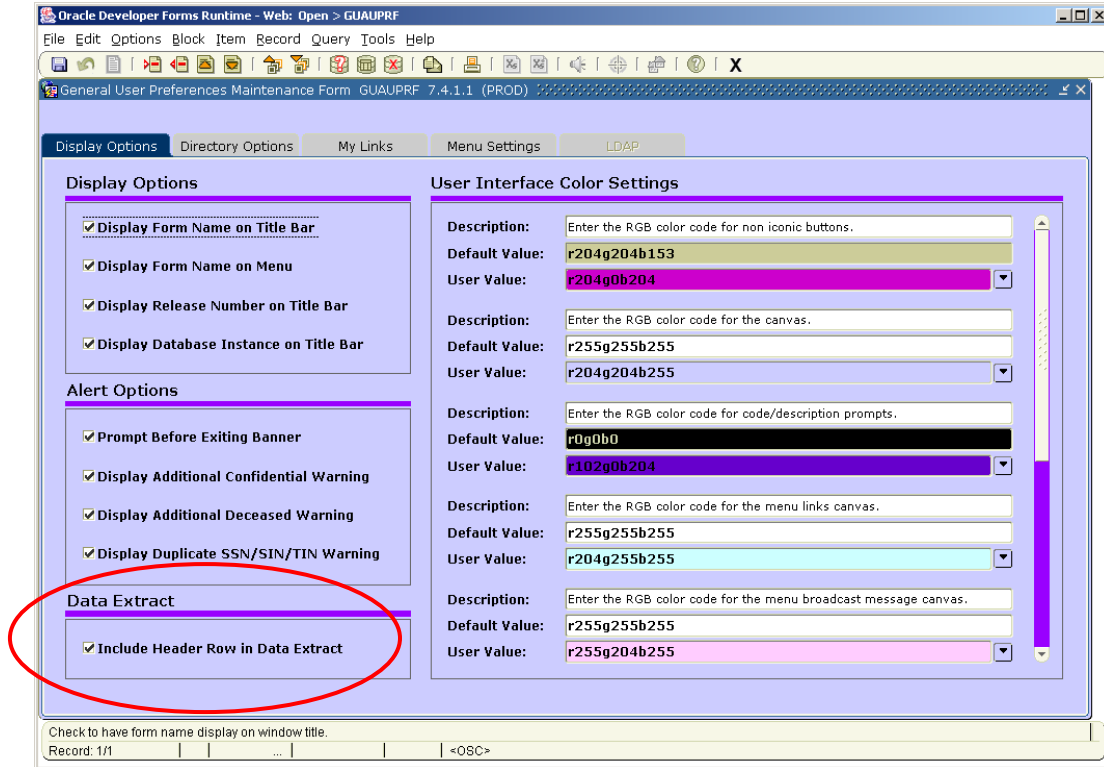 Oracle Developer Forms Runtime - Web: Open > GUAUPRF
File Edit Options Block Item Record Query Tools Help
General User Preferences Maintenance Form GUAUPRF 7.4.1.1 (PROD)
Display Options Directory Options My Links Menu Settings LDAP
Display Options
Display Form Name on Title Bar
Display Form Name on Menu
Display Release Number on Title Bar
Display Database Instance on Title Bar
Alert Options
Prompt Before Exiting Banner
Display Additional Confidential Warning
Display Additional Deceased Warning
Display Duplicate SSN/SIN/TIN Warning
Data Extract
Include Header Row in Data Extract
User Interface Color Settings
Description: Enter the RGB color code for non iconic buttons.
Default Value: r204g204b153
User Value: r204g0b204
Description: Enter the RGB color code for the canvas.
Default Value: r255g255b255
User Value: r204g204b255
Description: Enter the RGB color code for code/description prompts.
Default Value: r0g0b0
User Value: r102g0b204
Description: Enter the RGB color code for the menu links canvas.
Default Value: r255g255b255
User Value: r204g255b255
Description: Enter the RGB color code for the menu broadcast message canvas.
Default Value: r255g255b255
User Value: r255g204b255
Check to have form name display on window title.
Record: 1/1 ... <OSC>